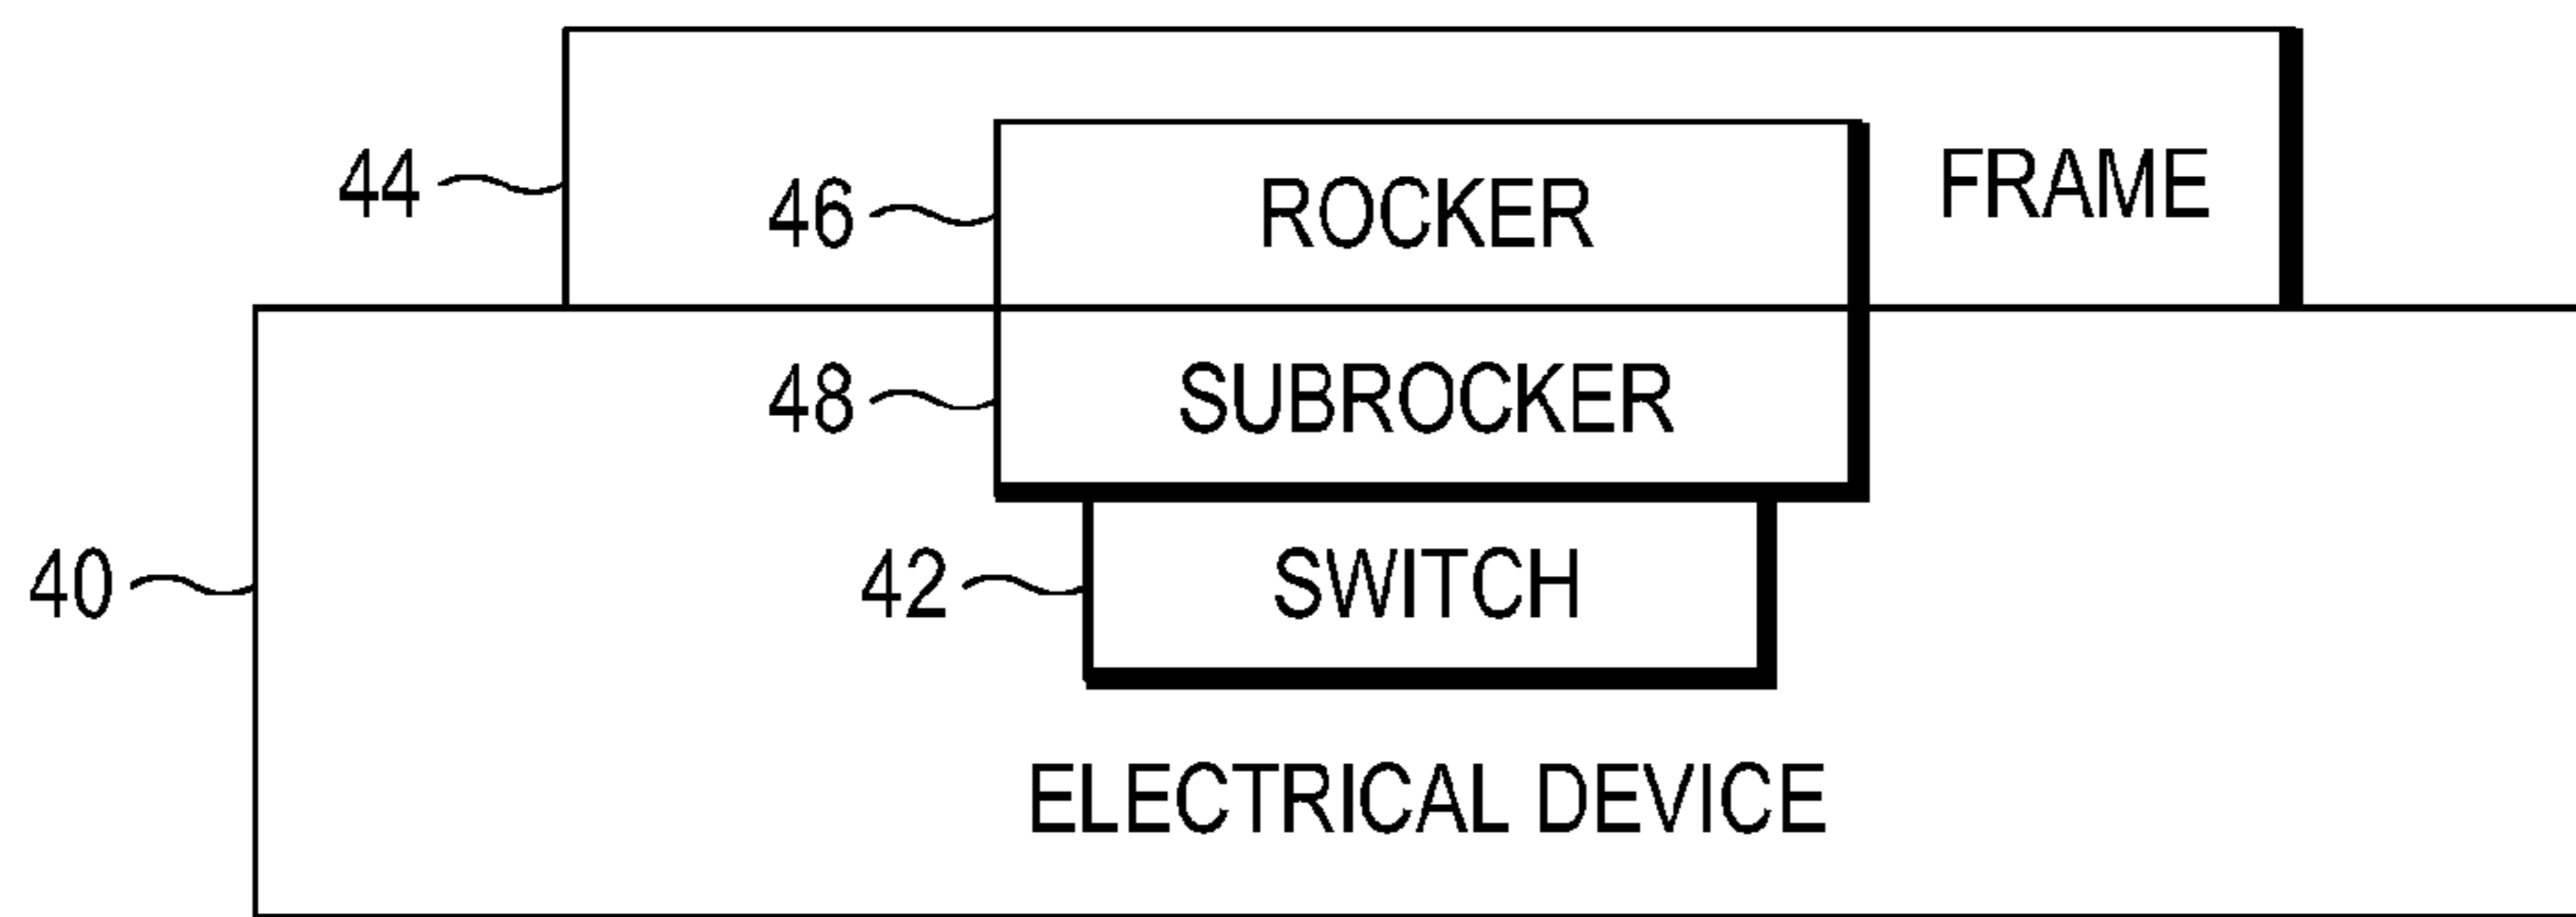 44
FRAME
46
ROCKER
48
SUBROCKER
40
42
SWITCH
ELECTRICAL DEVICE